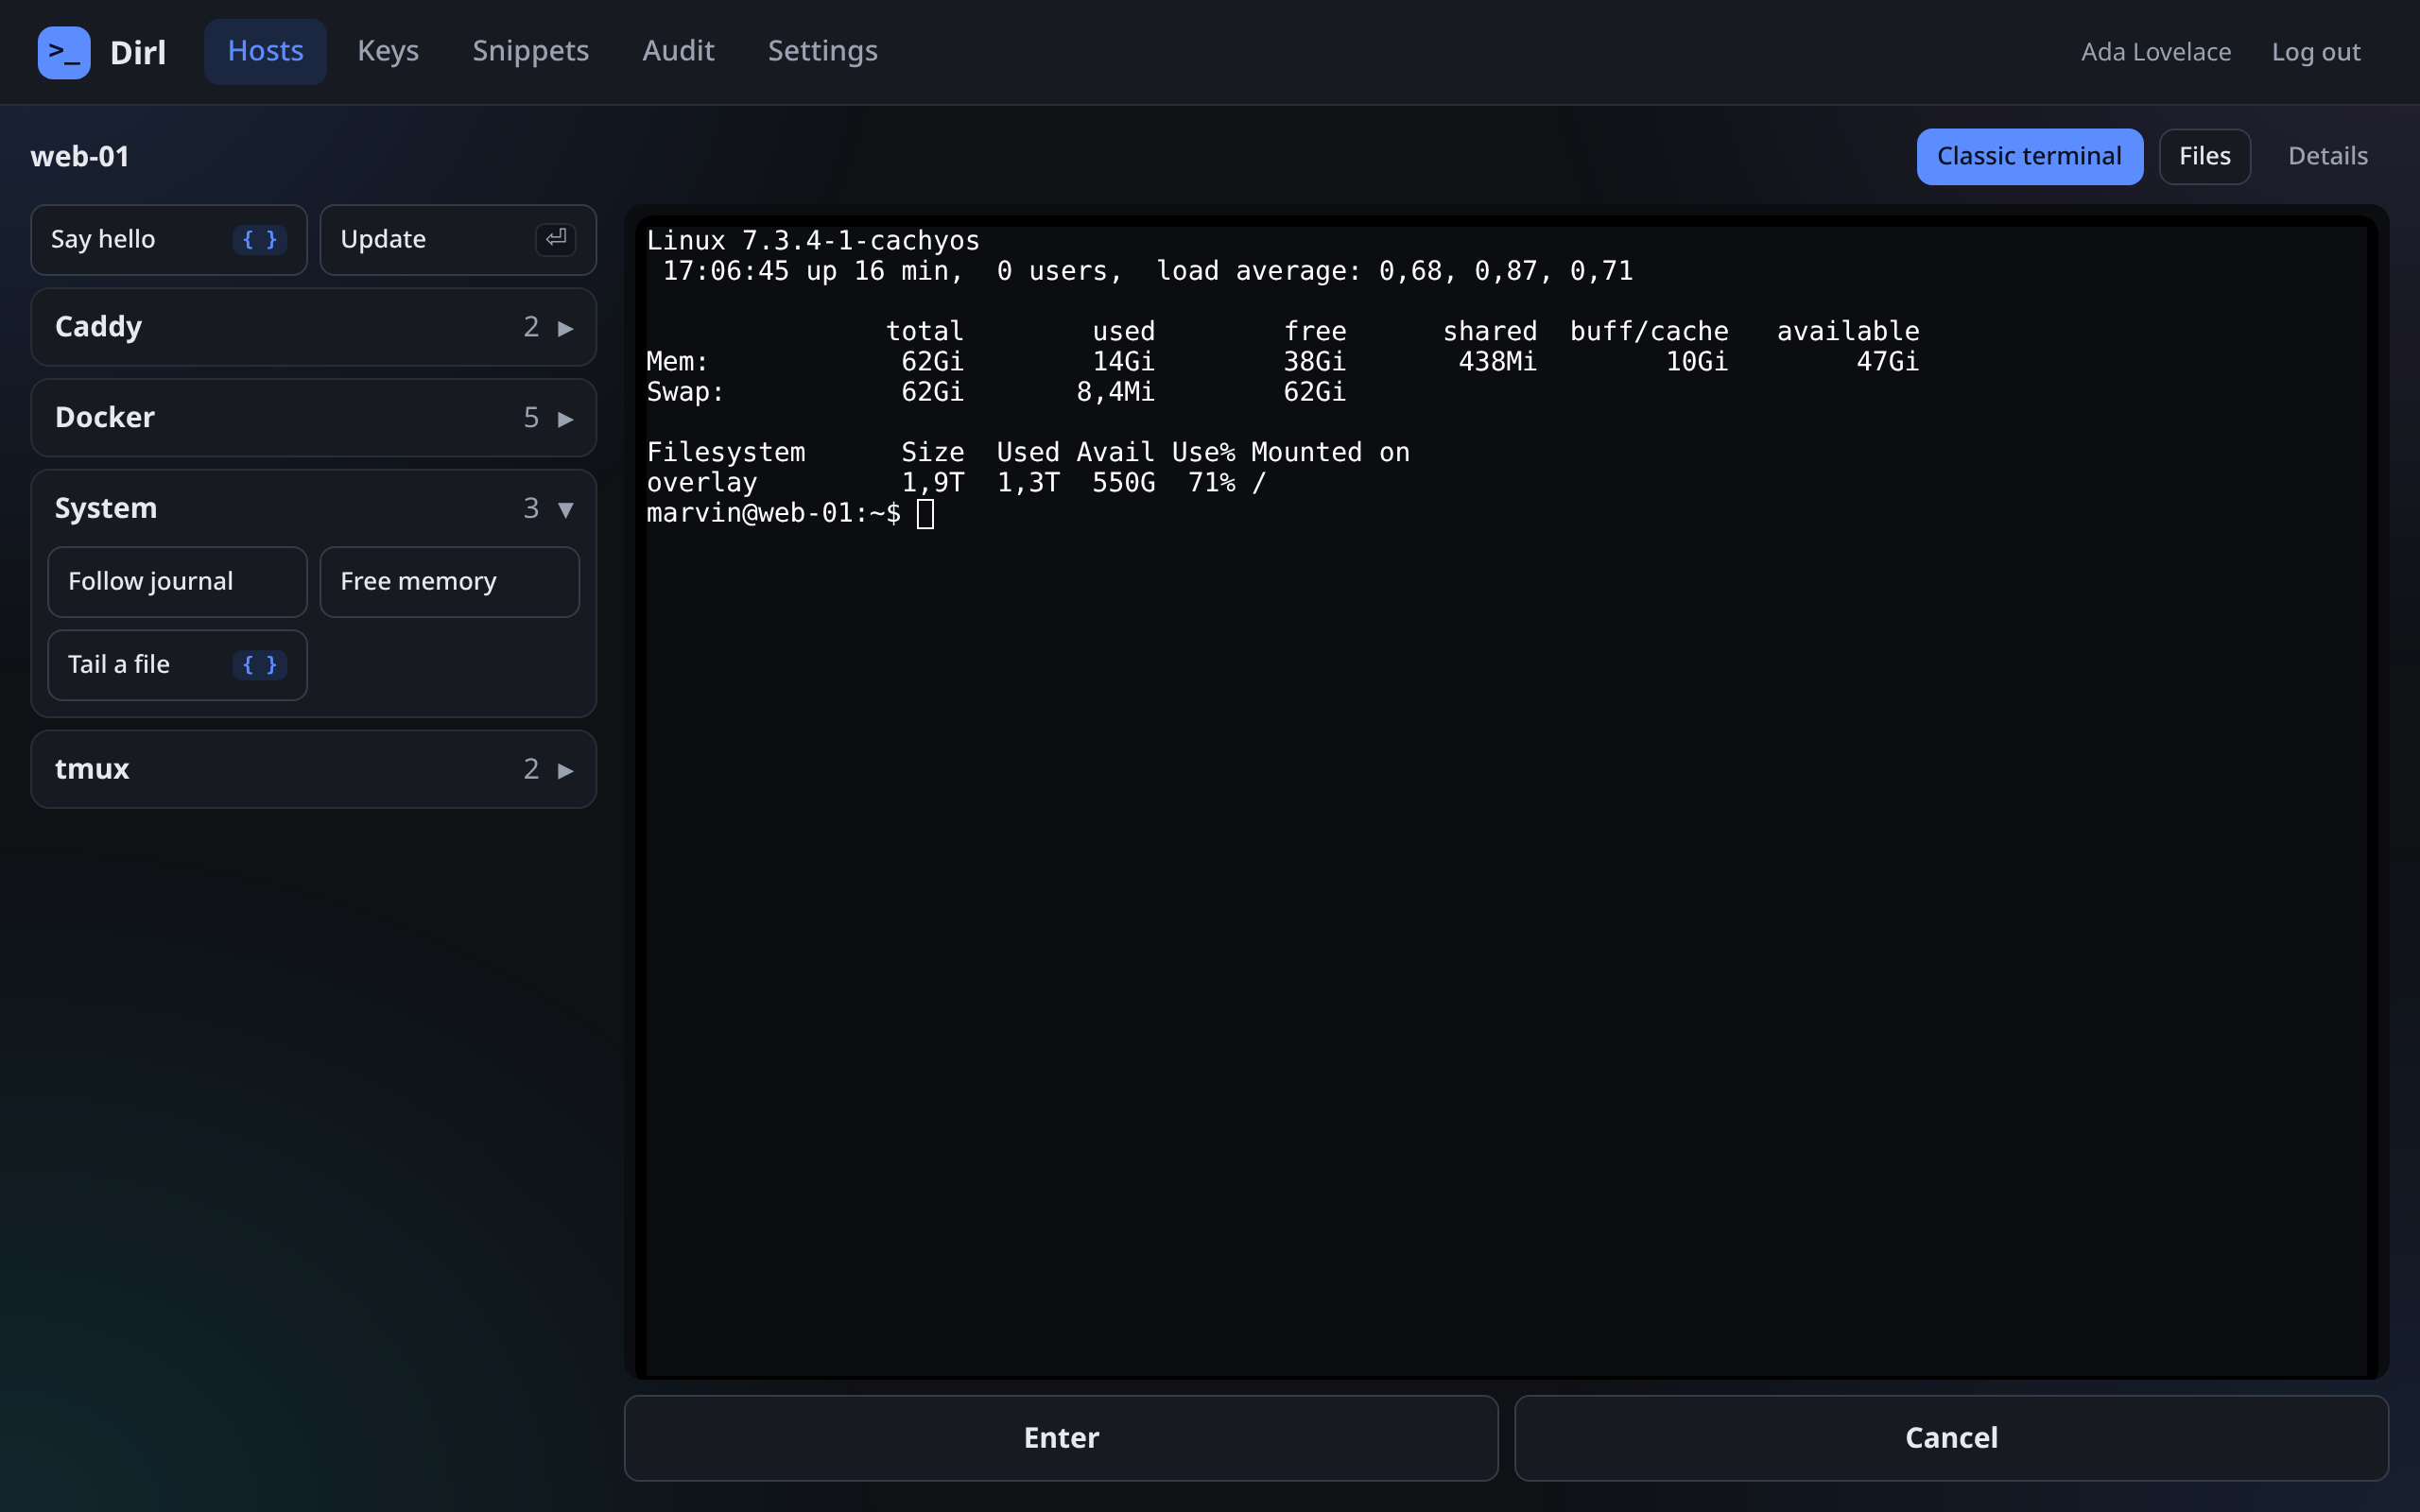 >_ Dirl Hosts Keys Snippets Audit Settings Ada Lovelace Log out
web-01 Classic terminal Files Details
Say hello { } Update ⏎
Caddy 2 ▶
Docker 5 ▶
System 3 ▼
Follow journal Free memory
Tail a file { }
tmux 2 ▶
Linux 7.3.4-1-cachyos
 17:06:45 up 16 min,  0 users,  load average: 0,68, 0,87, 0,71
               total        used        free      shared  buff/cache   available
Mem:            62Gi        14Gi        38Gi       438Mi        10Gi        47Gi
Swap:           62Gi       8,4Mi        62Gi
Filesystem      Size  Used Avail Use% Mounted on
overlay         1,9T  1,3T  550G  71% /
marvin@web-01:~$
Enter Cancel